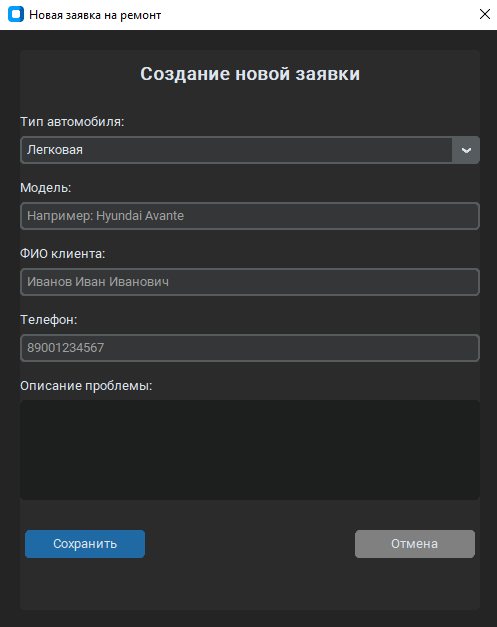 Новая заявка на ремонт
Создание новой заявки
Тип автомобиля:
Легковая
Модель:
Например: Hyundai Avante
ФИО клиента:
Иванов Иван Иванович
Телефон:
89001234567
Описание проблемы:
Сохранить Отмена